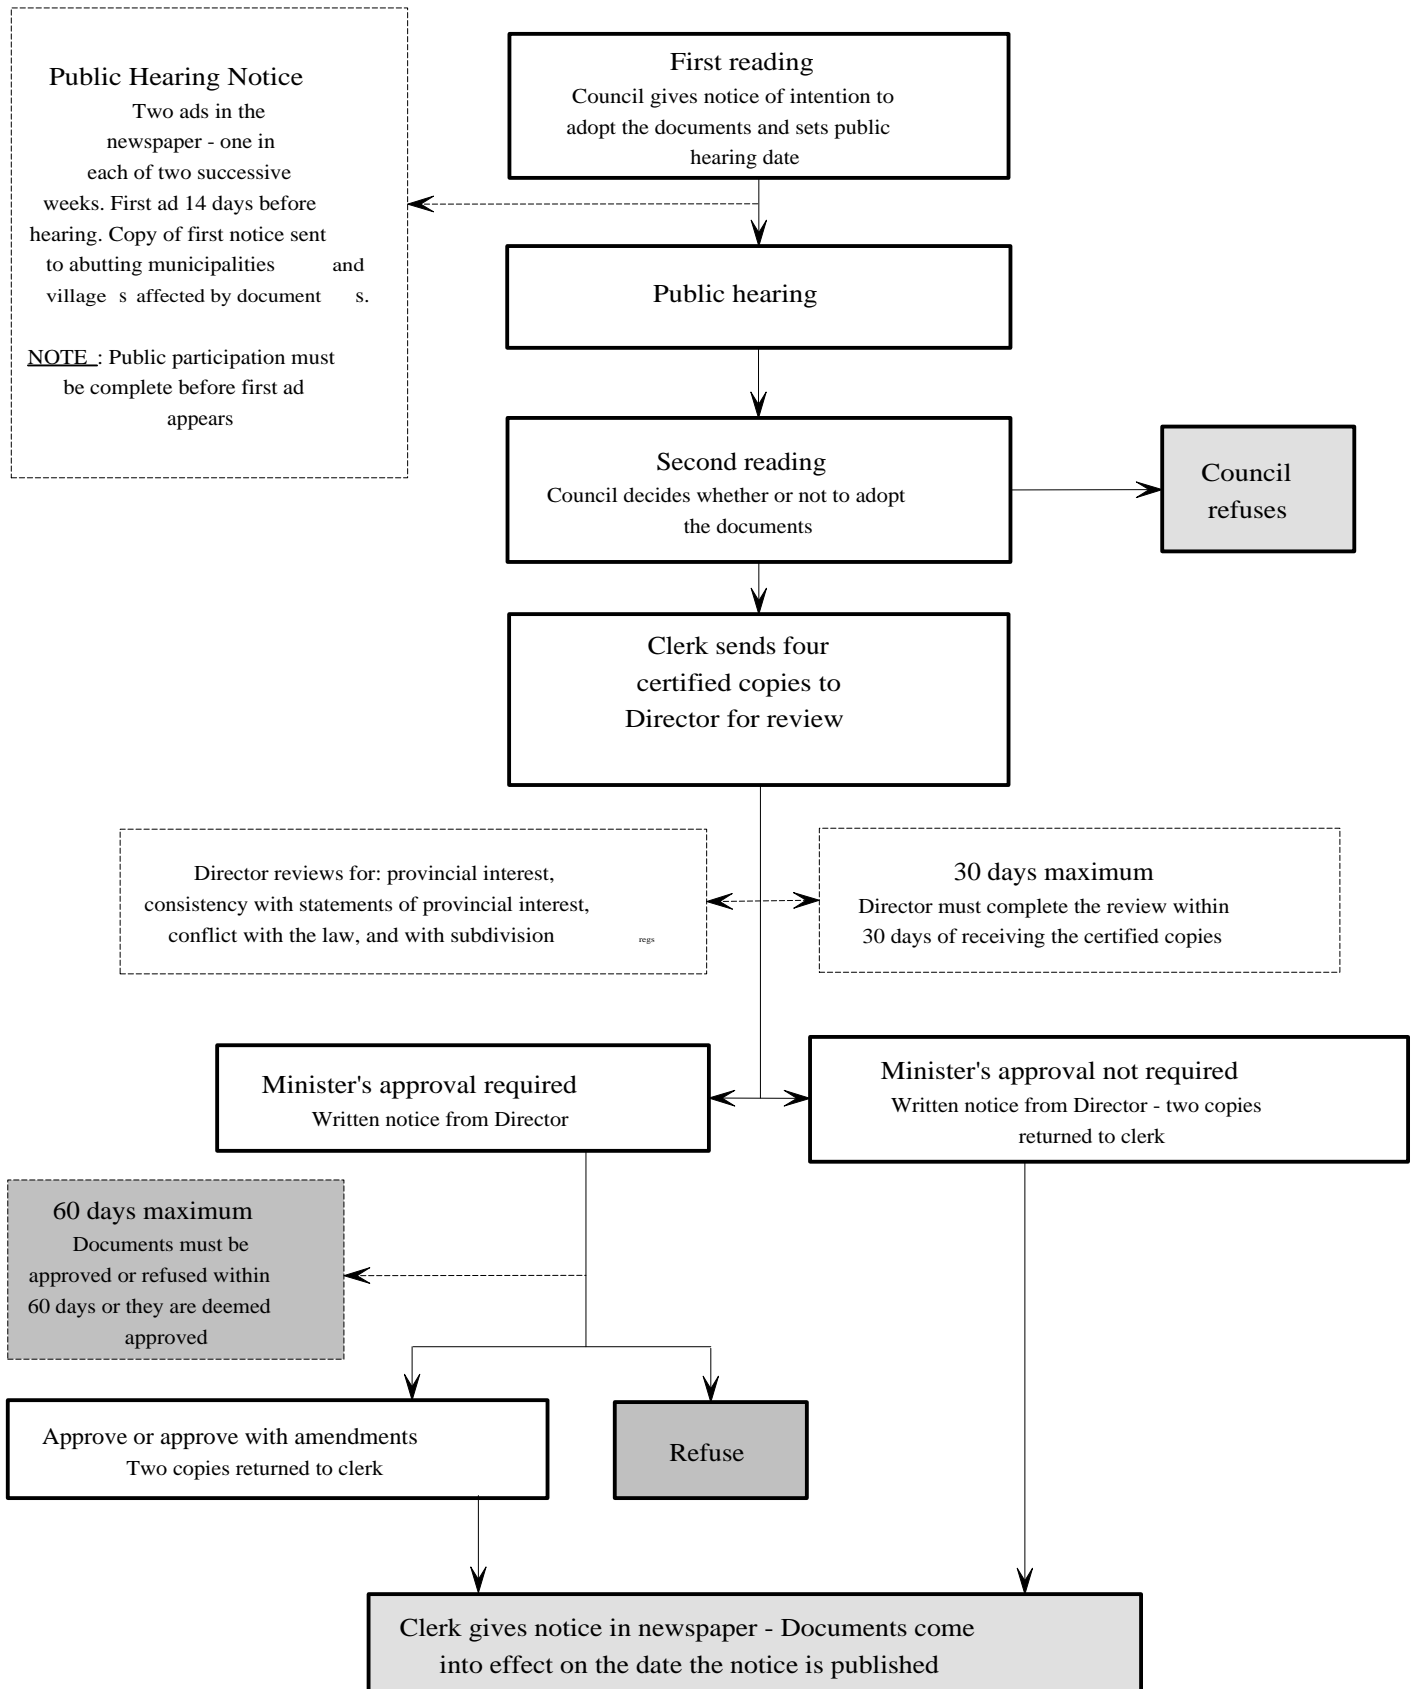 Public Hearing Notice
Two ads in the
newspaper - one in
each of two successive
weeks. First ad 14 days before
hearing. Copy of first notice sent
to abutting municipalities and
village s affected by document s.
NOTE : Public participation must
be complete before first ad
appears
First reading
Council gives notice of intention to
adopt the documents and sets public
hearing date
Public hearing
Second reading
Council decides whether or not to adopt
the documents
Council
refuses
Clerk sends four
certified copies to
Director for review
Director reviews for: provincial interest,
consistency with statements of provincial interest,
conflict with the law, and with subdivision regs
30 days maximum
Director must complete the review within
30 days of receiving the certified copies
Minister's approval required
Written notice from Director
Minister's approval not required
Written notice from Director - two copies
returned to clerk
60 days maximum
Documents must be
approved or refused within
60 days or they are deemed
approved
Approve or approve with amendments
Two copies returned to clerk
Refuse
Clerk gives notice in newspaper - Documents come
into effect on the date the notice is published